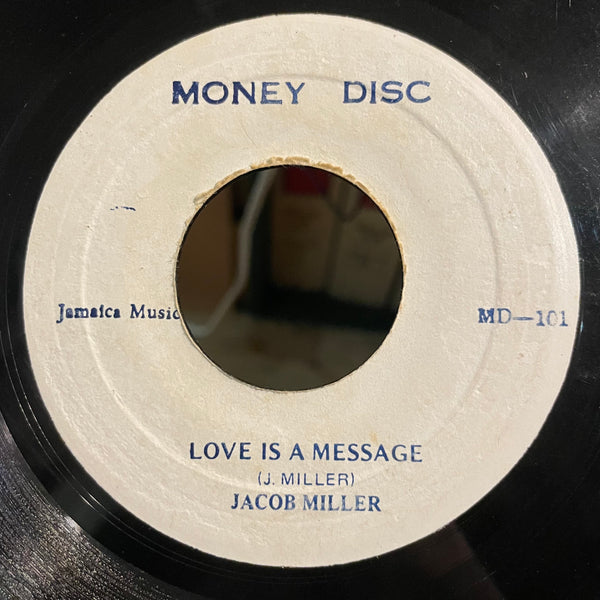 MONEY DISC
Jamaica Music
MD—101
LOVE IS A MESSAGE
(J. MILLER)
JACOB MILLER